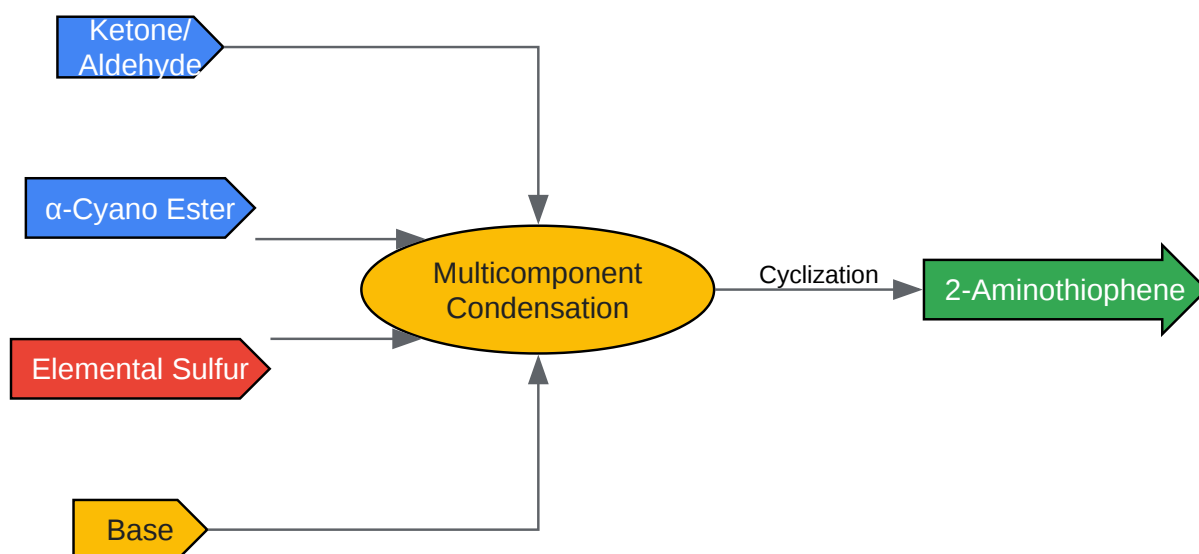 Ketone/
Aldehyde
α-Cyano Ester
Elemental Sulfur
Base
Multicomponent
Condensation
Cyclization
2-Aminothiophene